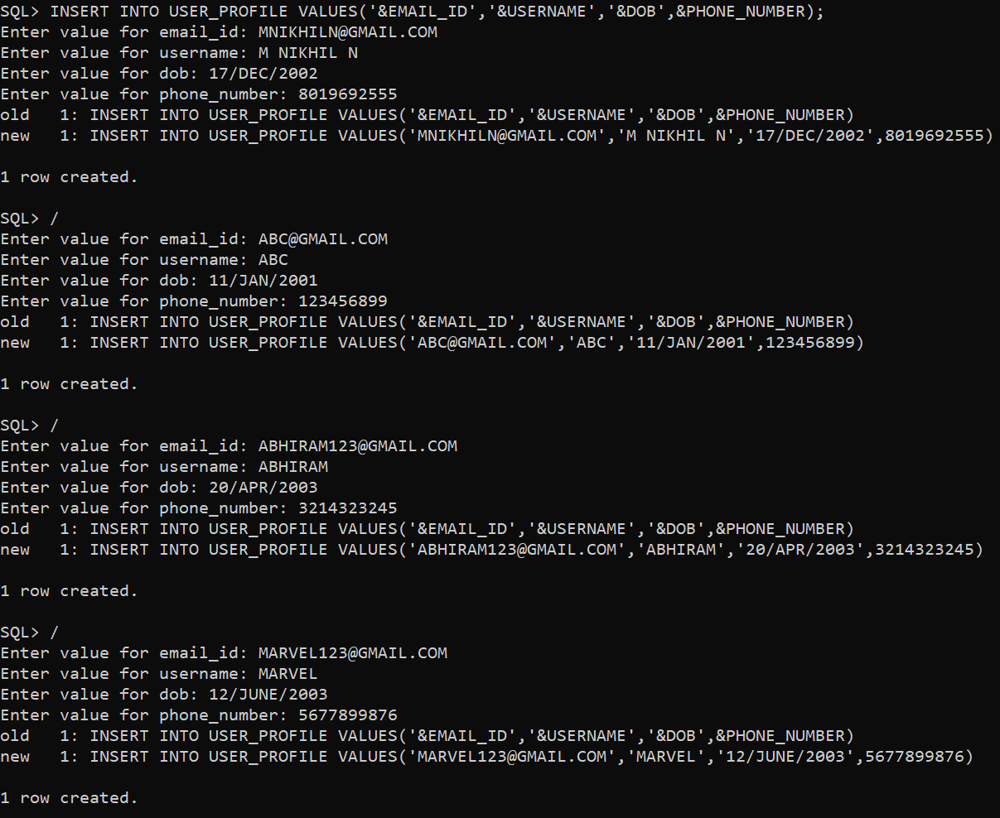 SQL> INSERT INTO USER_PROFILE VALUES('&EMAIL_ID','&USERNAME','&DOB',&PHONE_NUMBER);
Enter value for email_id: MNIKHILN@GMAIL.COM
Enter value for username: M NIKHIL N
Enter value for dob: 17/DEC/2002
Enter value for phone_number: 8019692555
old   1: INSERT INTO USER_PROFILE VALUES('&EMAIL_ID','&USERNAME','&DOB',&PHONE_NUMBER)
new   1: INSERT INTO USER_PROFILE VALUES('MNIKHILN@GMAIL.COM','M NIKHIL N','17/DEC/2002',8019692555)

1 row created.

SQL> /
Enter value for email_id: ABC@GMAIL.COM
Enter value for username: ABC
Enter value for dob: 11/JAN/2001
Enter value for phone_number: 123456899
old   1: INSERT INTO USER_PROFILE VALUES('&EMAIL_ID','&USERNAME','&DOB',&PHONE_NUMBER)
new   1: INSERT INTO USER_PROFILE VALUES('ABC@GMAIL.COM','ABC','11/JAN/2001',123456899)

1 row created.

SQL> /
Enter value for email_id: ABHIRAM123@GMAIL.COM
Enter value for username: ABHIRAM
Enter value for dob: 20/APR/2003
Enter value for phone_number: 3214323245
old   1: INSERT INTO USER_PROFILE VALUES('&EMAIL_ID','&USERNAME','&DOB',&PHONE_NUMBER)
new   1: INSERT INTO USER_PROFILE VALUES('ABHIRAM123@GMAIL.COM','ABHIRAM','20/APR/2003',3214323245)

1 row created.

SQL> /
Enter value for email_id: MARVEL123@GMAIL.COM
Enter value for username: MARVEL
Enter value for dob: 12/JUNE/2003
Enter value for phone_number: 5677899876
old   1: INSERT INTO USER_PROFILE VALUES('&EMAIL_ID','&USERNAME','&DOB',&PHONE_NUMBER)
new   1: INSERT INTO USER_PROFILE VALUES('MARVEL123@GMAIL.COM','MARVEL','12/JUNE/2003',5677899876)

1 row created.